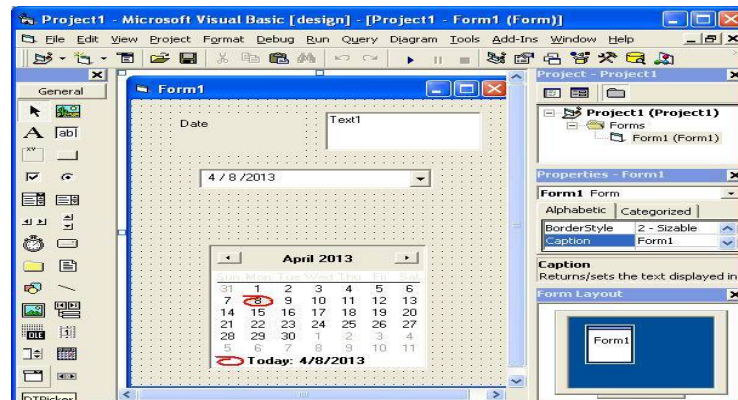 Project1 - Microsoft Visual Basic [design] - [Project1 - Form1 (Form)]
File Edit View Project Format Debug Run Query Diagram Tools Add-Ins Window Help
General
A
abl
XY
OLE
DTPicker
Form1
Date
Text1
4 / 8 /2013
April 2013
Sun Mon Tue Wed Thu Fri Sat
31 1 2 3 4 5 6
7 8 9 10 11 12 13
14 15 16 17 18 19 20
21 22 23 24 25 26 27
28 29 30 1 2 3 4
5 6 7 8 9 10 11
Today: 4/8/2013
Project - Project1
Project1 (Project1)
Forms
Form1 (Form1)
Properties - Form1
Form1 Form
Alphabetic Categorized
BorderStyle 2 - Sizable
Caption Form1
Caption
Returns/sets the text displayed in
Form Layout
Form1